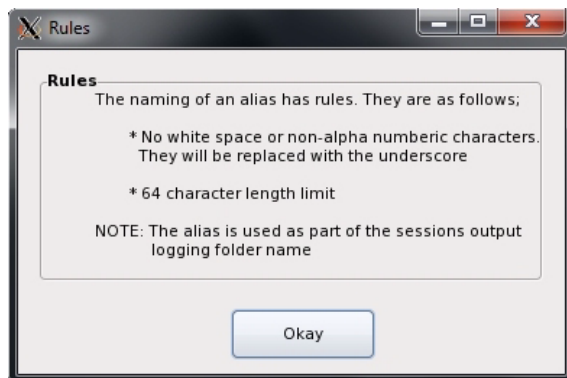 Rules
Rules
The naming of an alias has rules. They are as follows;
* No white space or non-alpha numberic characters.
They will be replaced with the underscore
* 64 character length limit
NOTE: The alias is used as part of the sessions output
logging folder name
Okay